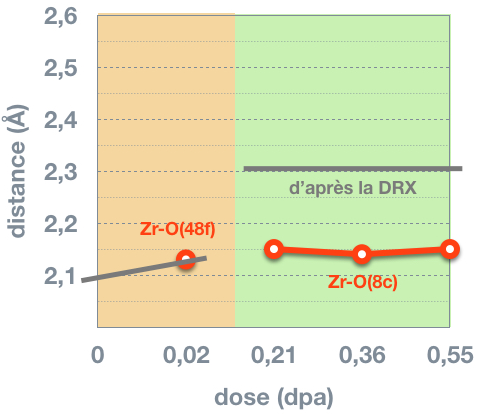 2,6
2,5
2,4
2,3
2,2
2,1
distance (Å)
d'après la DRX
Zr-O(48f)
Zr-O(8c)
0 0,02 0,21 0,36 0,55
dose (dpa)